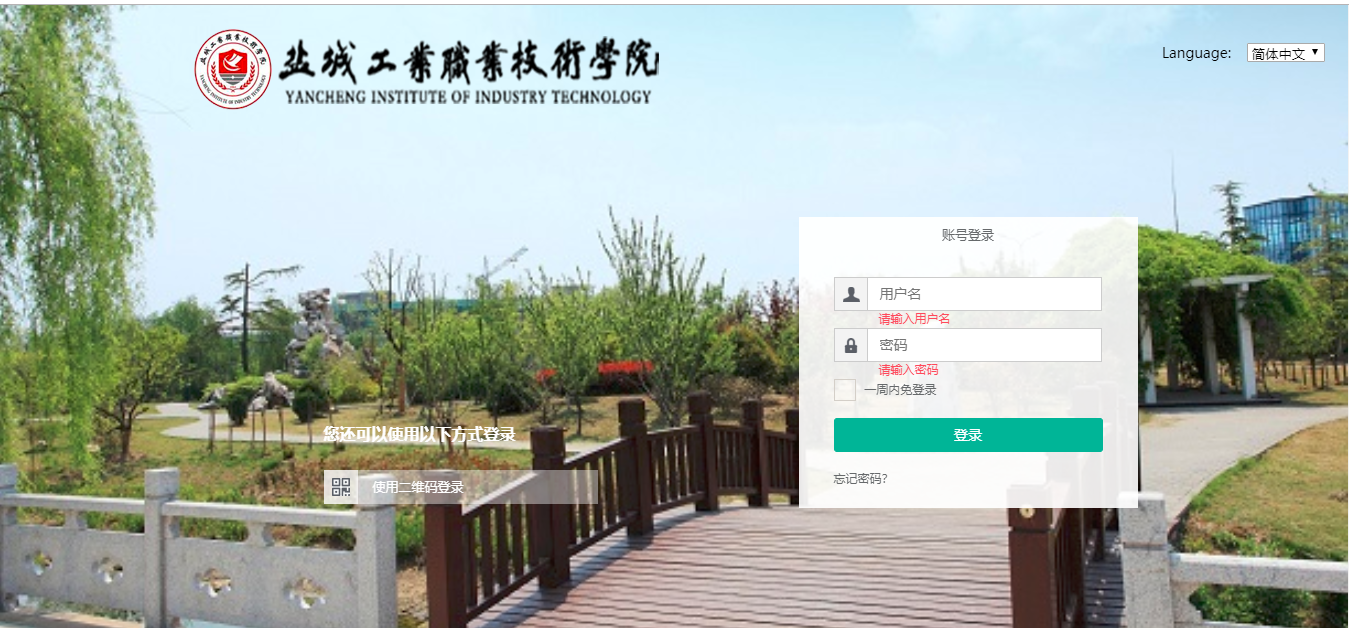 盐城工業職業技術學院
YANCHENG INSTITUTE OF INDUSTRY TECHNOLOGY
Language: 简体中文
账号登录
用户名
请输入用户名
密码
请输入密码
一周内免登录
登录
忘记密码?
您还可以使用以下方式登录
使用二维码登录